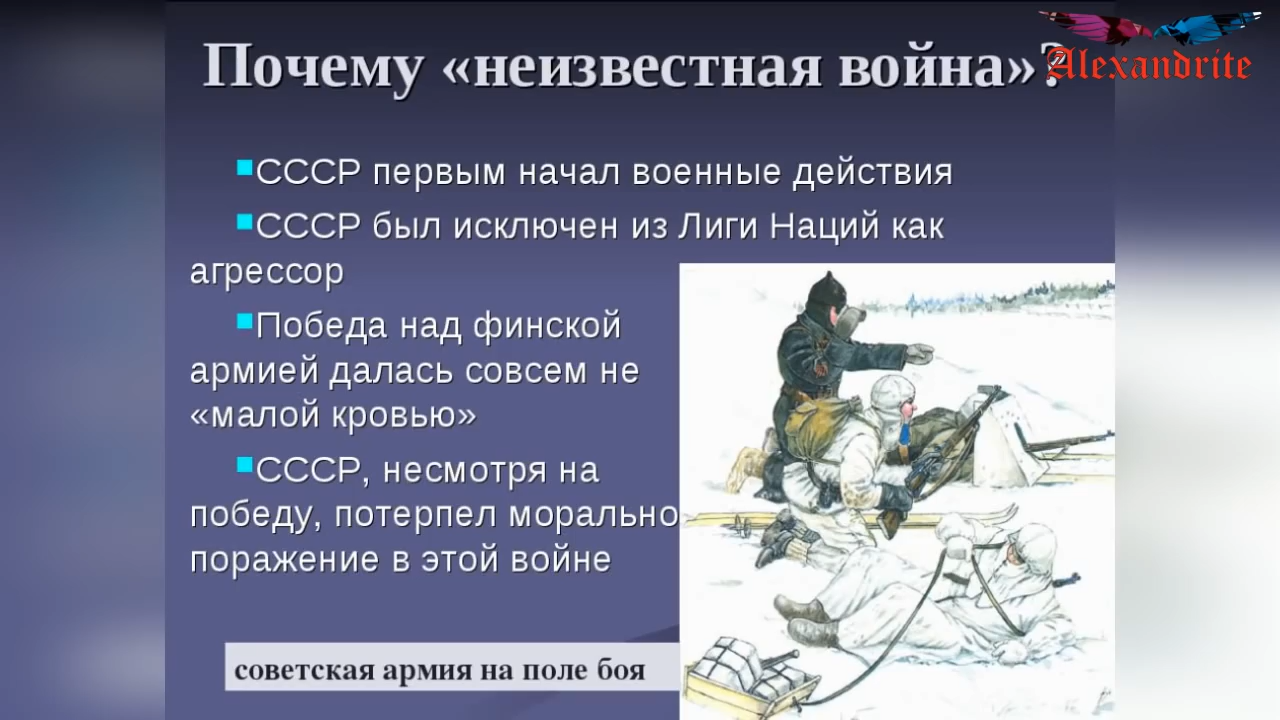 Почему «неизвестная война»?
Alexandrite
СССР первым начал военные действия
СССР был исключен из Лиги Наций как
агрессор
Победа над финской
армией далась совсем не
«малой кровью»
СССР, несмотря на
победу, потерпел морально
поражение в этой войне
советская армия на поле боя